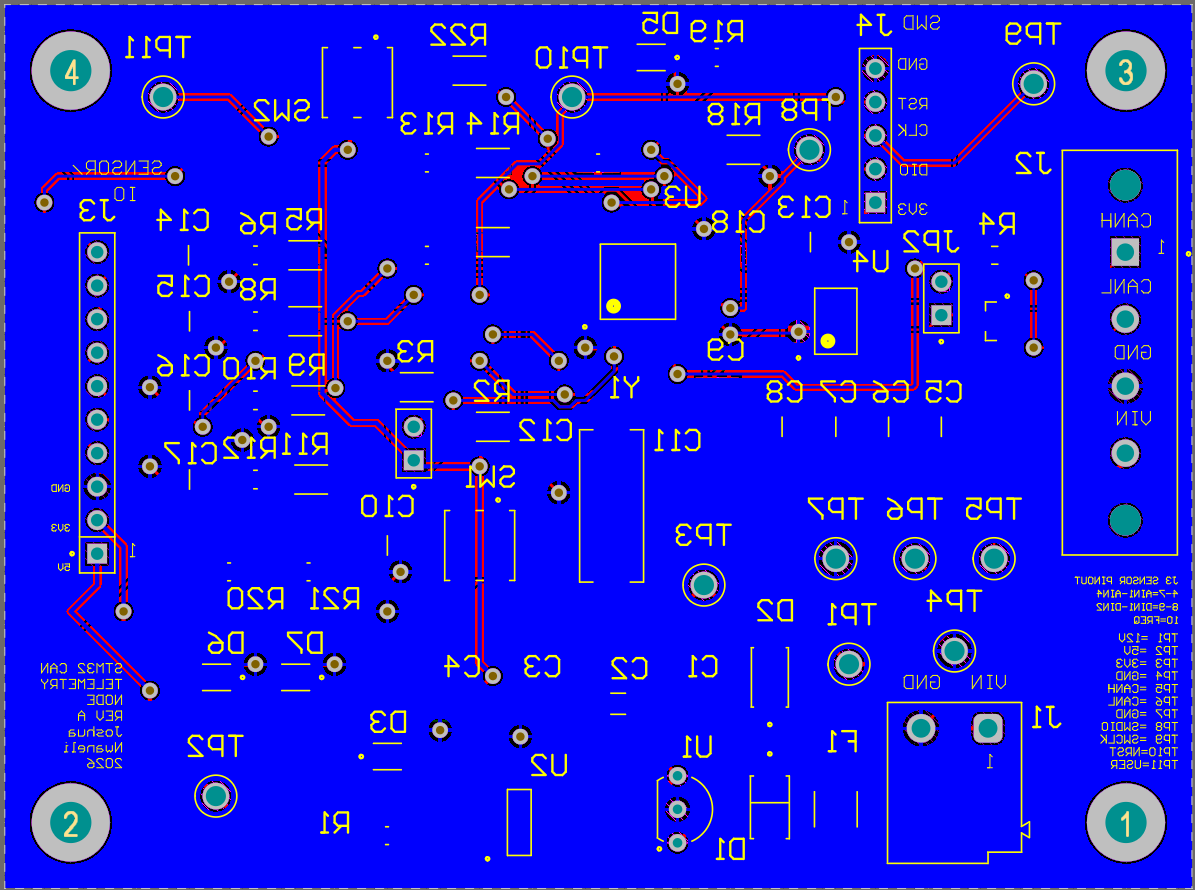 4
TP11
R22
TP10
D5
R19
J4
SWD
TP9
3
SW2
R13
R14
R18
TP8
GND
RST
CLK
DIO
3V3
1
SENSOR/
IO
J3
C14
R6
R5
U3
C18
C13
U4
JP2
R4
J2
CANH
1
CANL
GND
VIN
C15
R8
C16
R10
R9
R3
R2
Y1
C9
C8
C7
C6
C5
C17
R12
R11
C12
C11
SW1
C10
GND
3V3
1
5V
TP7
TP6
TP5
TP3
R20
R21
D2
TP1
TP4
J3 SENSOR PINOUT
4-7=AIN1-AIN4
8-9=DIN1-DIN2
10=FREQ
D6
D7
C4
C3
C2
C1
GND
VIN
TP1 =12V
TP2 =5V
TP3 =3V3
TP4 =GND
TP5 =CANH
TP6 =CANL
TP7 =GND
TP8 =SWDIO
TP9 =SWCLK
TP10=NRST
TP11=USER
STM32 CAN
TELEMETRY
NODE
REV A
Joshua
Nwaneli
2026
TP2
D3
U2
U1
F1
J1
1
2
R1
D1
1